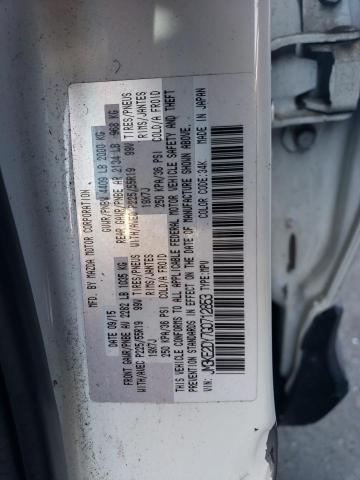 MFD. BY MAZDA MOTOR CORPORATION
DATE 09/15 GVWR/PNBV 4409 LB 2000 KG
FRONT GAWR/PNBE AV 2282 LB 1035 KG REAR GAWR/PNBE AR 2134 LB 968 KG
WITH/AVEC P225/55R19 99V TIRES/PNEUS WITH/AVEC P225/55R19 99V TIRES/PNEUS
19X7J RIMS/JANTES 19X7J RIMS/JANTES
250 KPA/36 PSI COLD/A FROID 250 KPA/36 PSI COLD/A FROID
THIS VEHICLE CONFORMS TO ALL APPLICABLE FEDERAL MOTOR VEHICLE SAFETY AND THEFT
PREVENTION STANDARDS IN EFFECT ON THE DATE OF MANUFACTURE SHOWN ABOVE.
TYPE:MPV COLOR/COULEUR:34K MADE IN JAPAN